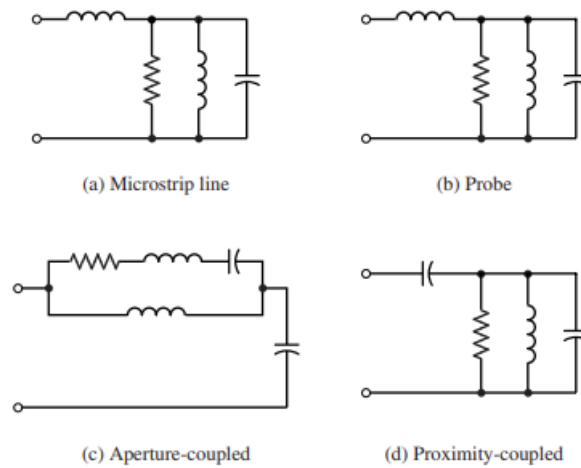 (a) Microstrip line
(b) Probe
(c) Aperture-coupled
(d) Proximity-coupled